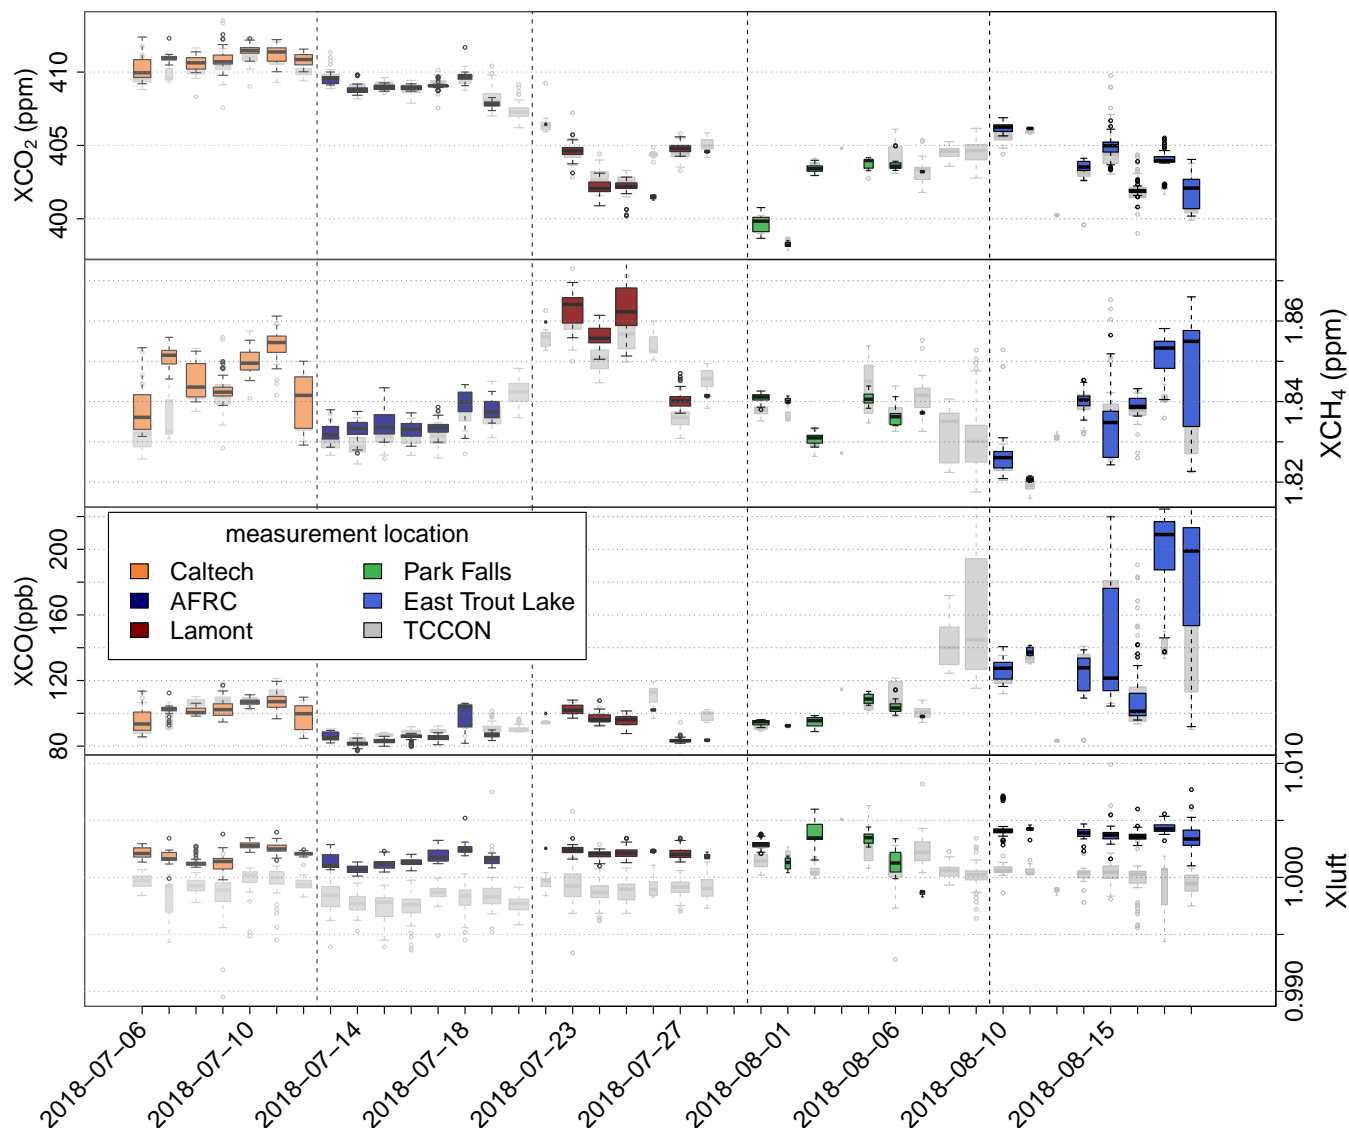 XCO₂ (ppm)
410
405
400
XCH₄ (ppm)
1.86
1.84
1.82
XCO(ppb)
200
160
120
80
measurement location
Caltech
AFRC
Lamont
Park Falls
East Trout Lake
TCCON
Xluft
1.010
1.000
0.990
2018−07−06
2018−07−10
2018−07−14
2018−07−18
2018−07−23
2018−07−27
2018−08−01
2018−08−06
2018−08−10
2018−08−15